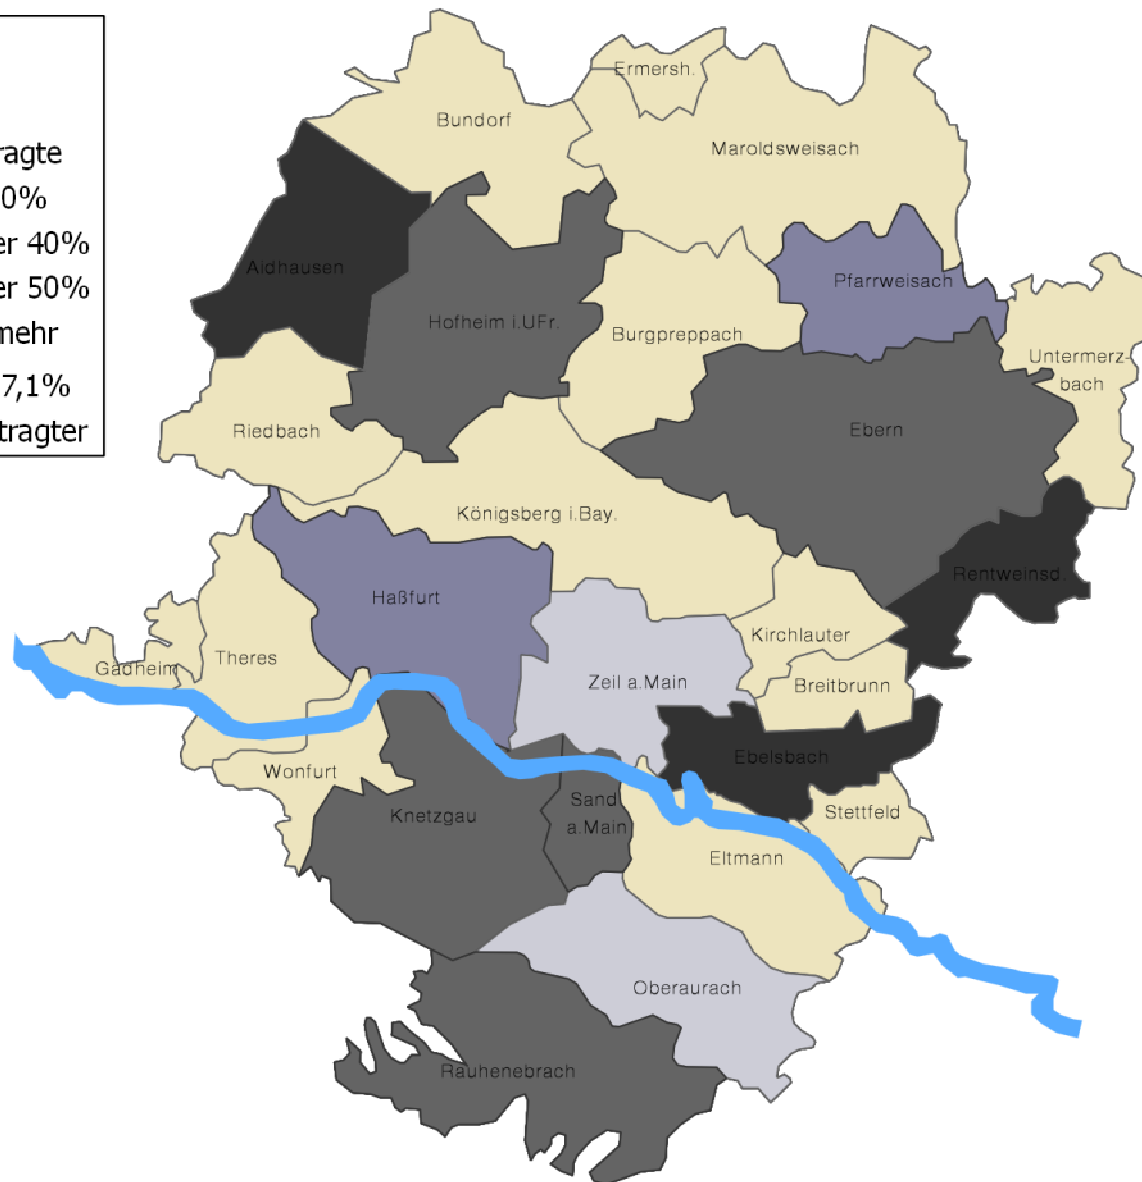 ragte
0%
er 40%
er 50%
mehr
7,1%
tragter
Ermersh.
Bundorf
Maroldsweisach
Aidhausen
Pfarrweisach
Hofheim i.UFr.
Burgpreppach
Untermerz-
bach
Riedbach
Ebern
Königsberg i.Bay.
Rentweinsd.
Haßfurt
Kirchlauter
Theres
Gädheim
Zeil a.Main
Breitbrunn
Ebelsbach
Wonfurt
Sand
a.Main
Knetzgau
Stettfeld
Eltmann
Oberaurach
Rauhenebrach